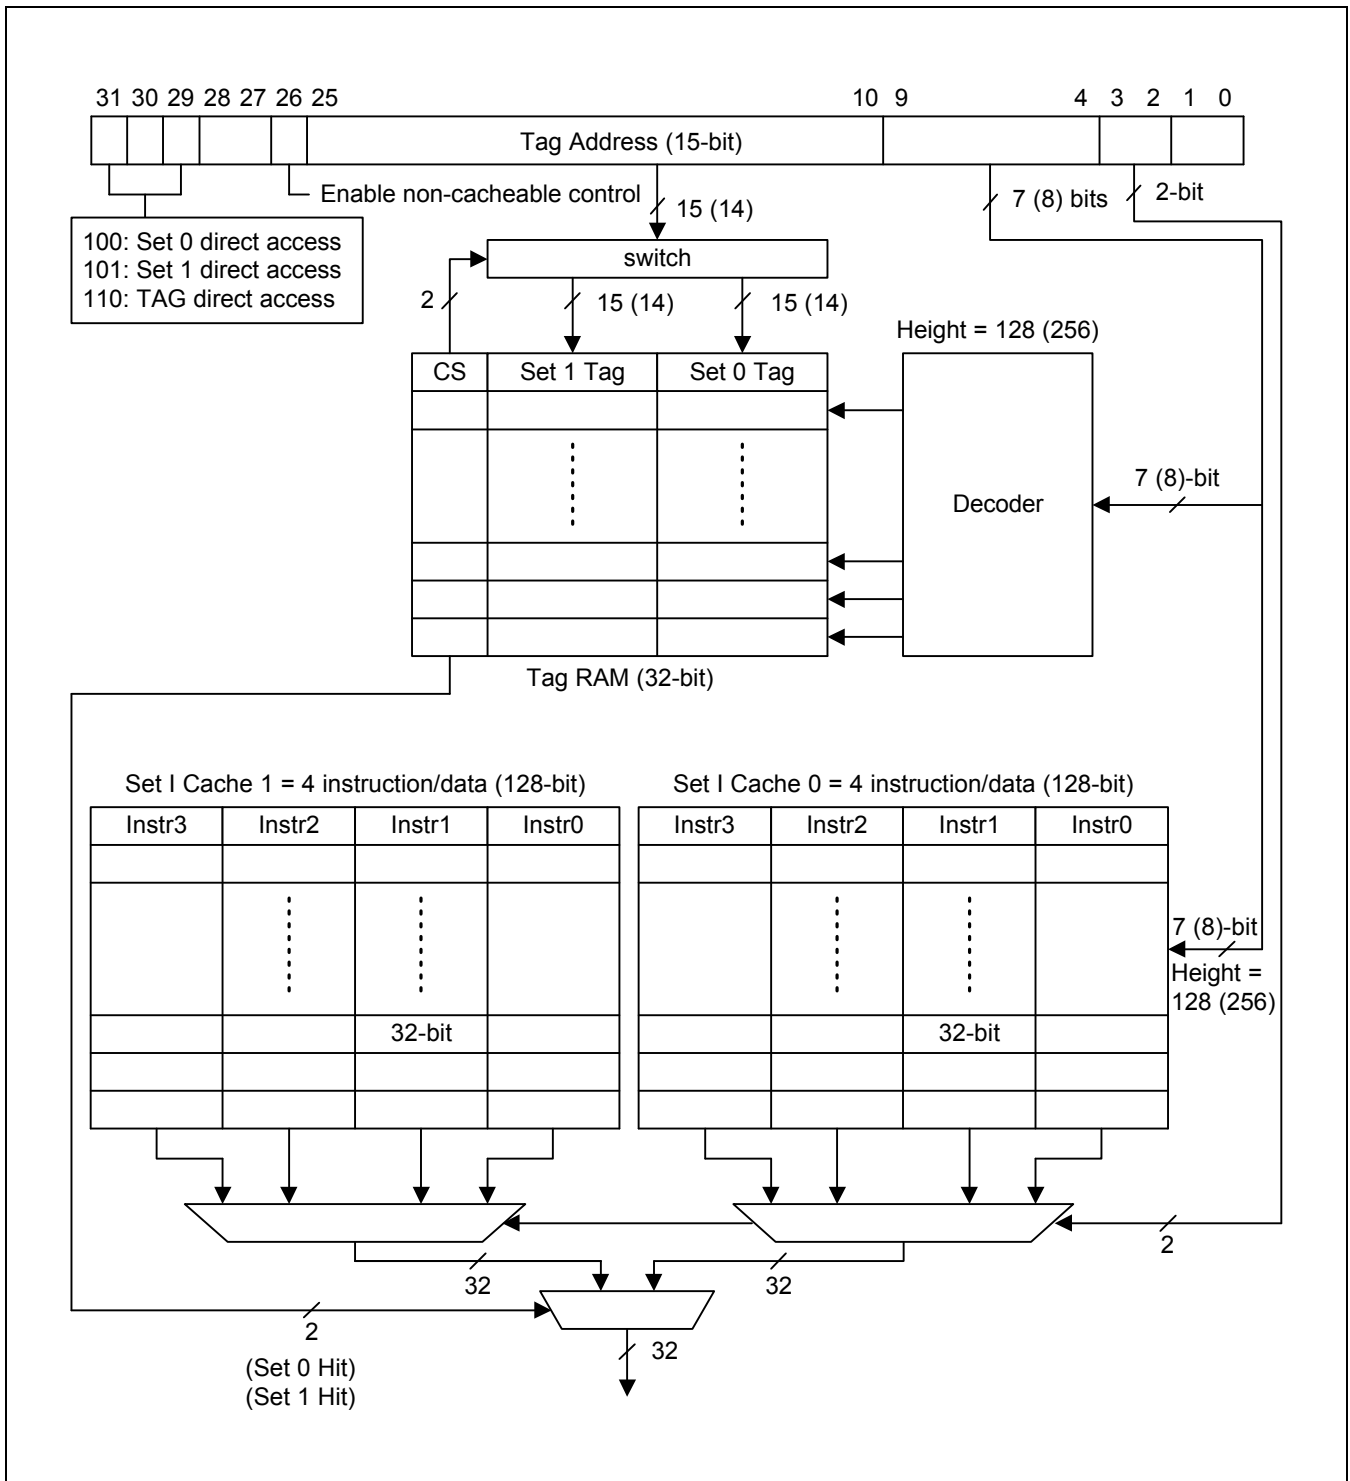 31 30 29 28 27 26 25 10 9 4 3 2 1 0
Tag Address (15-bit)
Enable non-cacheable control
15 (14)
7 (8) bits
2-bit
100: Set 0 direct access
101: Set 1 direct access
110: TAG direct access
switch
2
15 (14)
15 (14)
Height = 128 (256)
CS Set 1 Tag Set 0 Tag
Decoder
7 (8)-bit
Tag RAM (32-bit)
Set I Cache 1 = 4 instruction/data (128-bit)
Set I Cache 0 = 4 instruction/data (128-bit)
Instr3 Instr2 Instr1 Instr0
Instr3 Instr2 Instr1 Instr0
7 (8)-bit
Height =
128 (256)
32-bit
32-bit
2
32
32
2
32
(Set 0 Hit)
(Set 1 Hit)